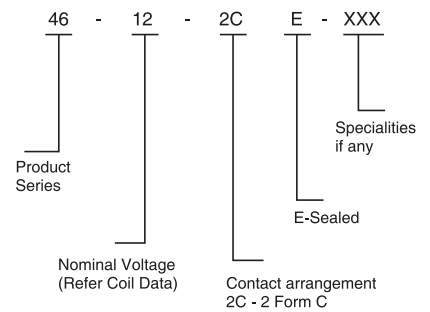 46 - 12 - 2C E - XXX
Specialities
if any
Product
Series
E-Sealed
Nominal Voltage
(Refer Coil Data)
Contact arrangement
2C - 2 Form C